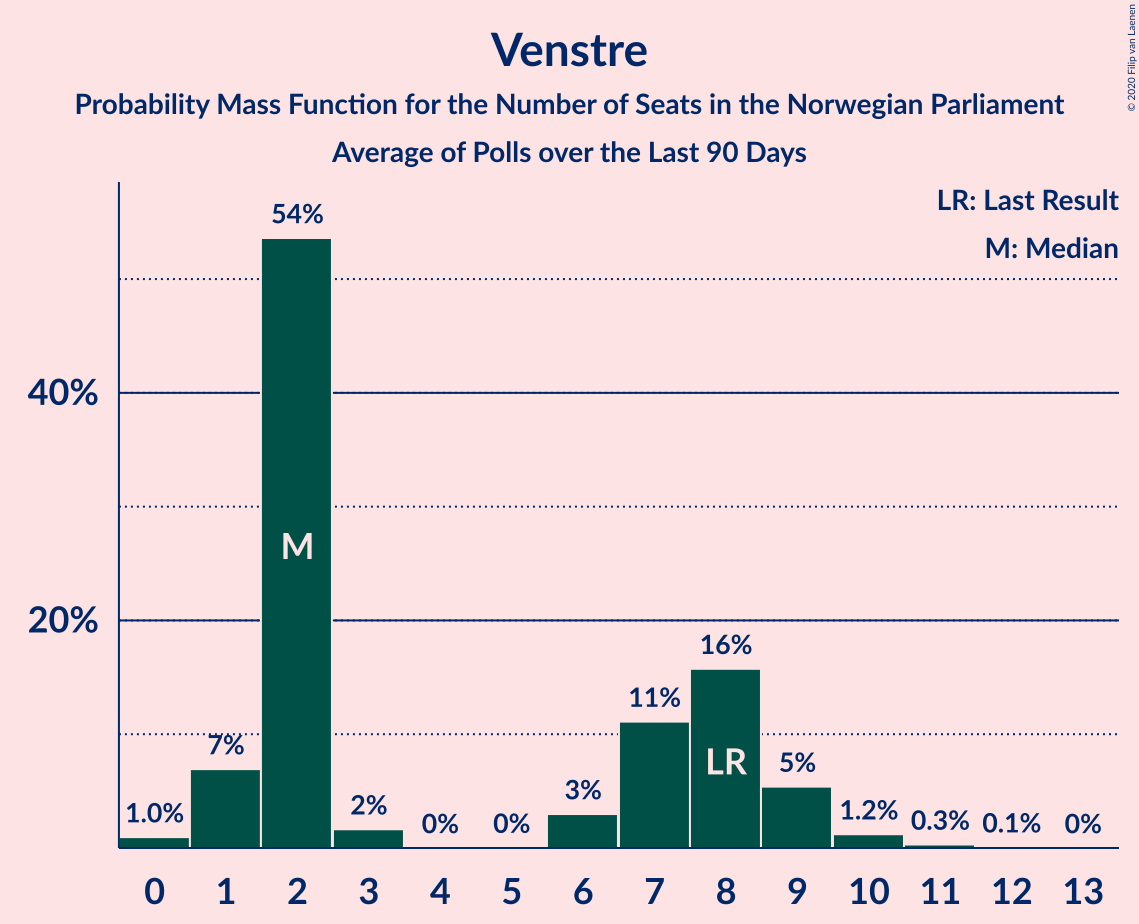 Venstre
Probability Mass Function for the Number of Seats in the Norwegian Parliament
Average of Polls over the Last 90 Days
© 2020 Filip van Laenen
LR: Last Result
M: Median
54%
40%
M
20%
16%
11%
7%
LR
5%
3%
1.0%
2%
0%
0%
1.2%
0.3%
0.1%
0%
0 1 2 3 4 5 6 7 8 9 10 11 12 13